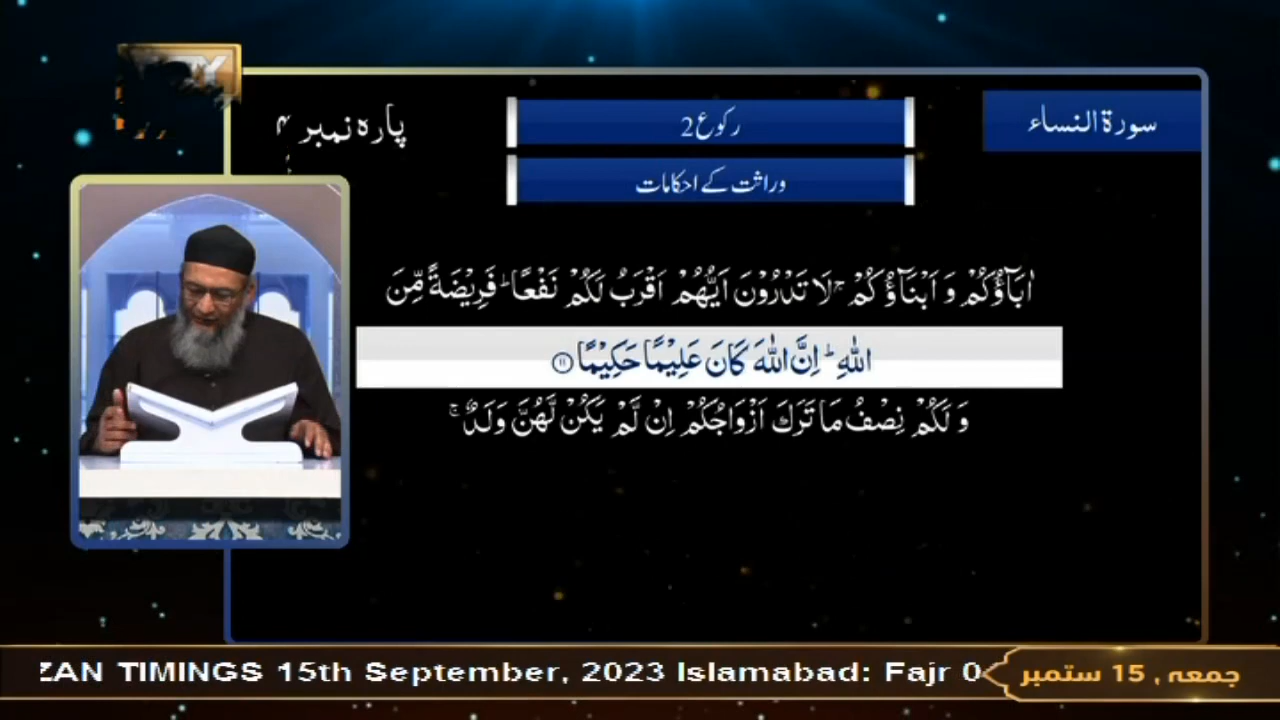 سورۃ النساء
رکوع 2
پارہ نمبر ۴
وراثت کے احکامات
اٰبَآؤُكُمْ وَ اَبْنَآؤُكُمْ ۚ لَا تَدْرُوْنَ اَیُّهُمْ اَقْرَبُ لَكُمْ نَفْعًا ؕ فَرِیْضَةً مِّنَ
اللّٰهِ ؕ اِنَّ اللّٰهَ كَانَ عَلِیْمًا حَكِیْمًا ۝۱۱
وَ لَكُمْ نِصْفُ مَا تَرَكَ اَزْوَاجُكُمْ اِنْ لَّمْ یَكُنْ لَّهُنَّ وَلَدٌ ۚ
ZAN TIMINGS 15th September, 2023 Islamabad: Fajr 0
جمعہ , 15 ستمبر